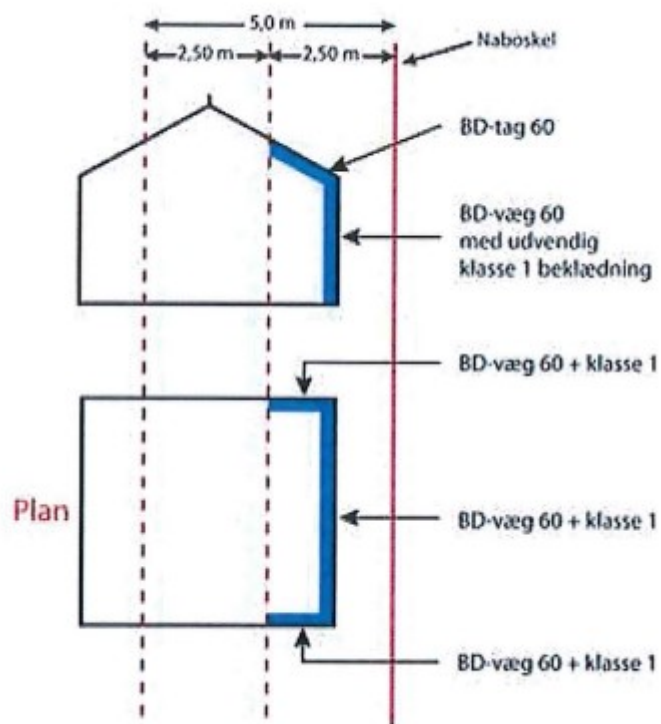 5,0 m
2,50 m
2,50 m
Naboskel
BD-tag 60
BD-væg 60
med udvendig
klasse 1 beklædning
BD-væg 60 + klasse 1
Plan
BD-væg 60 + klasse 1
BD-væg 60 + klasse 1